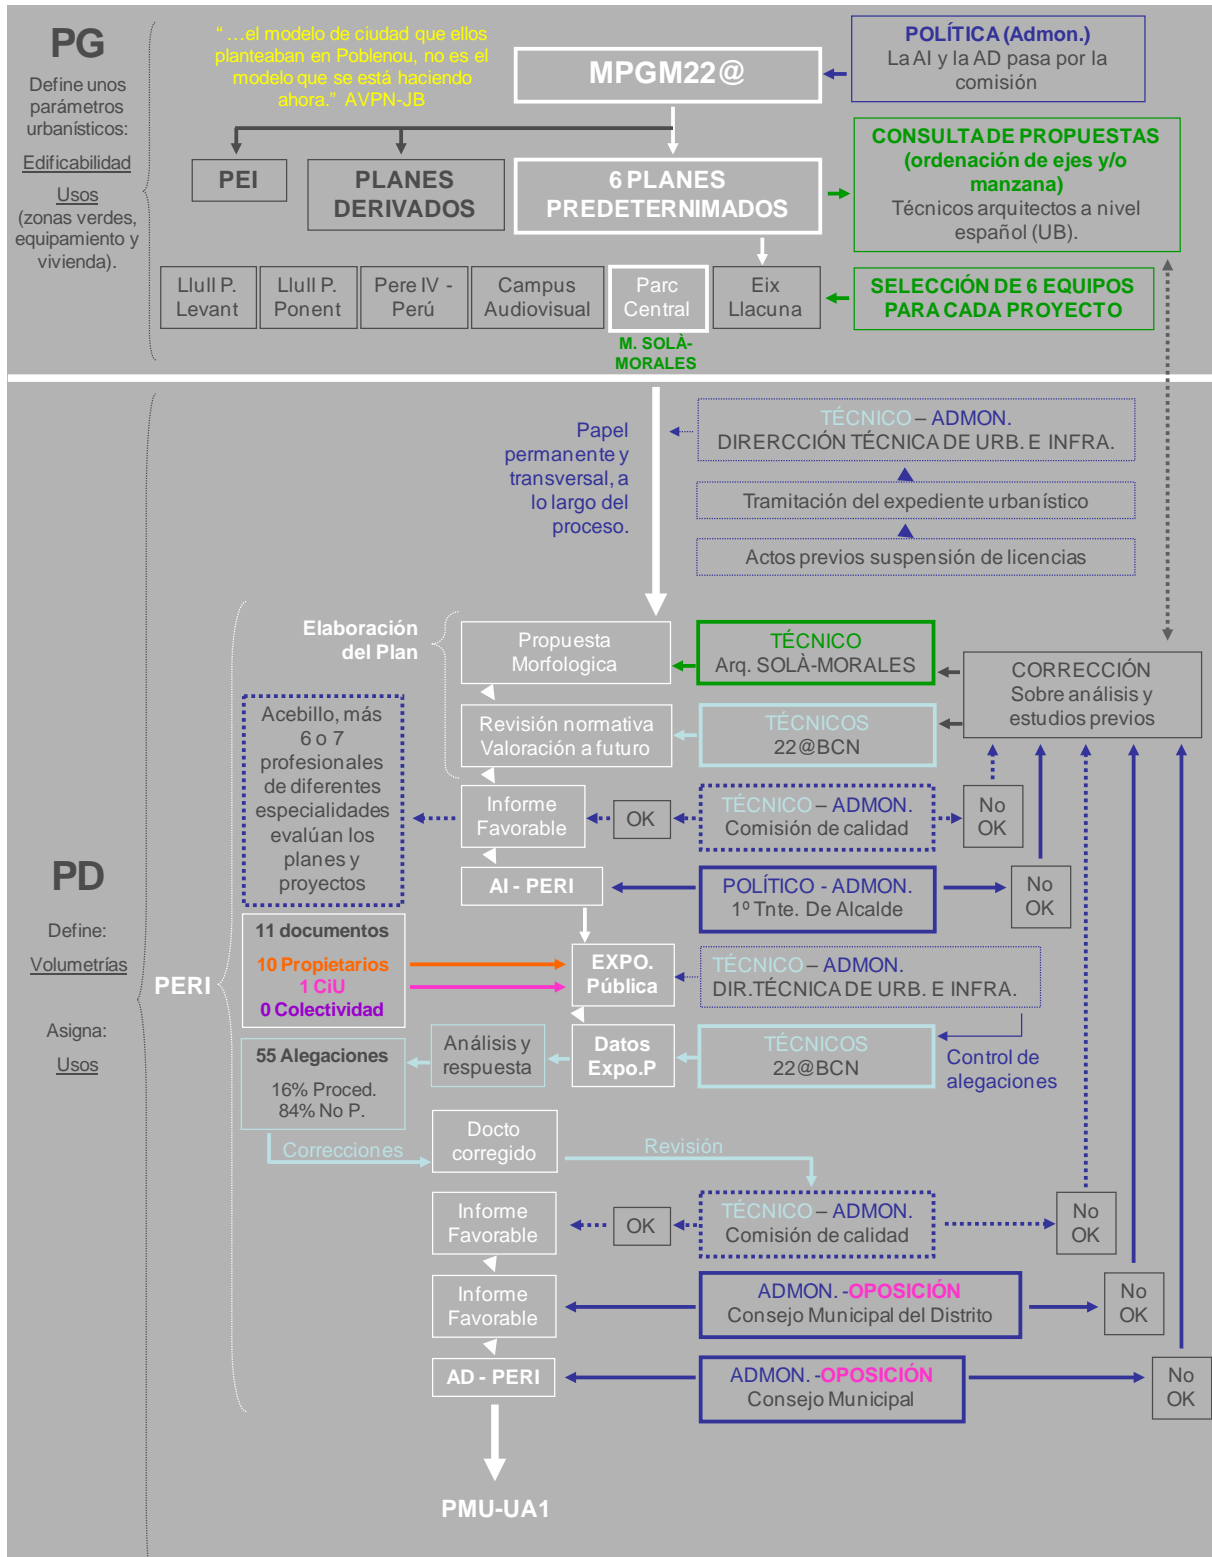 PG
Define unos
parámetros
urbanísticos:
Edificabilidad
Usos
(zonas verdes,
equipamiento y
vivienda).
“ …el modelo de ciudad que ellos
planteaban en Poblenou, no es el
modelo que se está haciendo
ahora.” AVPN-JB
MPGM22@
POLÍTICA (Admon.)
La AI y la AD pasa por la
comisión
PEI
PLANES
DERIVADOS
6 PLANES
PREDETERNIMADOS
CONSULTA DE PROPUESTAS
(ordenación de ejes y/o
manzana)
Técnicos arquitectos a nivel
español (UB).
Llull P.
Levant
Llull P.
Ponent
Pere IV -
Perú
Campus
Audiovisual
Parc
Central
Eix
Llacuna
SELECCIÓN DE 6 EQUIPOS
PARA CADA PROYECTO
M. SOLÀ-
MORALES
Papel
permanente y
transversal, a
lo largo del
proceso.
TÉCNICO – ADMON.
DIRERCCIÓN TÉCNICA DE URB. E INFRA.
Tramitación del expediente urbanístico
Actos previos suspensión de licencias
Elaboración
del Plan
Propuesta
Morfologica
TÉCNICO
Arq. SOLÀ-MORALES
CORRECCIÓN
Sobre análisis y
estudios previos
Revisión normativa
Valoración a futuro
TÉCNICOS
22@BCN
Acebillo, más
6 o 7
profesionales
de diferentes
especialidades
evalúan los
planes y
proyectos
Informe
Favorable
OK
TÉCNICO – ADMON.
Comisión de calidad
No
OK
AI - PERI
POLÍTICO - ADMON.
1º Tnte. De Alcalde
No
OK
PD
Define:
Volumetrías
Asigna:
Usos
PERI
11 documentos
10 Propietarios
1 CiU
0 Colectividad
EXPO.
Pública
TÉCNICO – ADMON.
DIR.TÉCNICA DE URB. E INFRA.
55 Alegaciones
16% Proced.
84% No P.
Análisis y
respuesta
Datos
Expo.P
TÉCNICOS
22@BCN
Control de
alegaciones
Correcciones
Docto
corregido
Revisión
Informe
Favorable
OK
TÉCNICO – ADMON.
Comisión de calidad
No
OK
Informe
Favorable
ADMON. -OPOSICIÓN
Consejo Municipal del Distrito
No
OK
AD - PERI
ADMON. -OPOSICIÓN
Consejo Municipal
No
OK
PMU-UA1